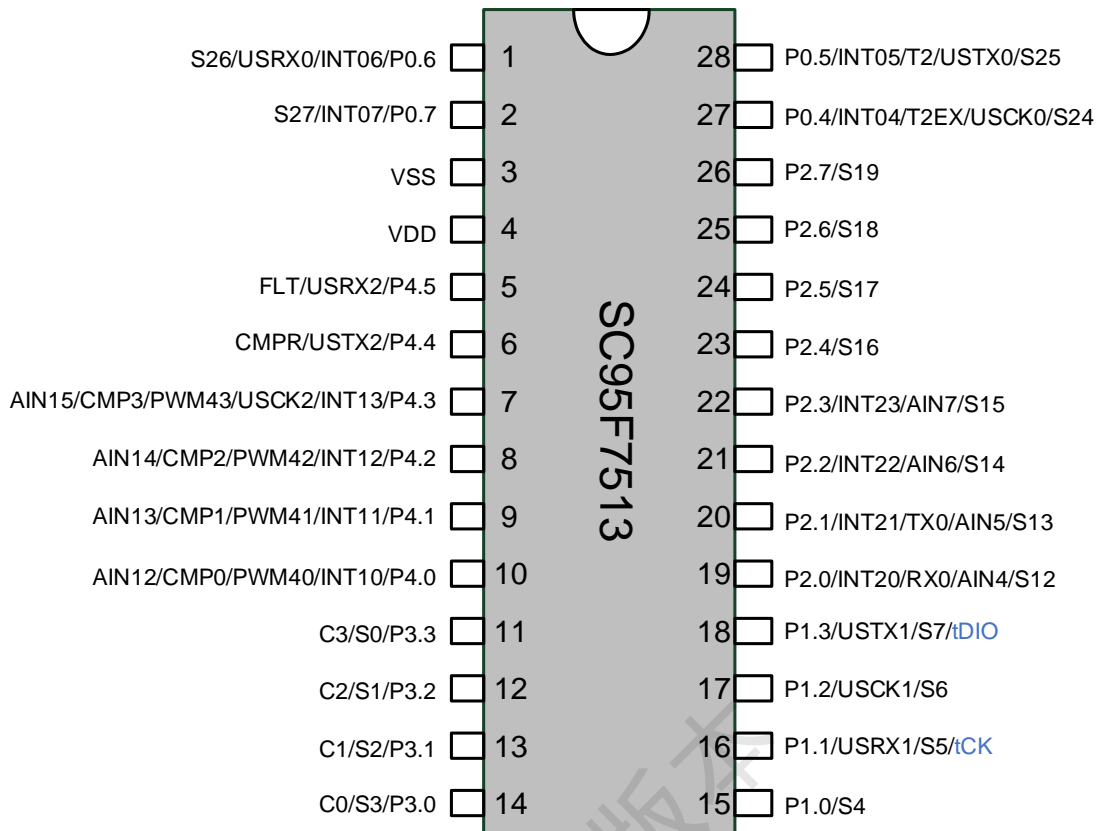 S26/USRX0/INT06/P0.6 1 28 P0.5/INT05/T2/USTX0/S25
S27/INT07/P0.7 2 27 P0.4/INT04/T2EX/USCK0/S24
VSS 3 26 P2.7/S19
VDD 4 25 P2.6/S18
FLT/USRX2/P4.5 5 24 P2.5/S17
CMPR/USTX2/P4.4 6 23 P2.4/S16
AIN15/CMP3/PWM43/USCK2/INT13/P4.3 7 22 P2.3/INT23/AIN7/S15
AIN14/CMP2/PWM42/INT12/P4.2 8 21 P2.2/INT22/AIN6/S14
AIN13/CMP1/PWM41/INT11/P4.1 9 20 P2.1/INT21/TX0/AIN5/S13
AIN12/CMP0/PWM40/INT10/P4.0 10 19 P2.0/INT20/RX0/AIN4/S12
C3/S0/P3.3 11 18 P1.3/USTX1/S7/tDIO
C2/S1/P3.2 12 17 P1.2/USCK1/S6
C1/S2/P3.1 13 16 P1.1/USRX1/S5/tCK
C0/S3/P3.0 14 15 P1.0/S4
SC95F7513
版本